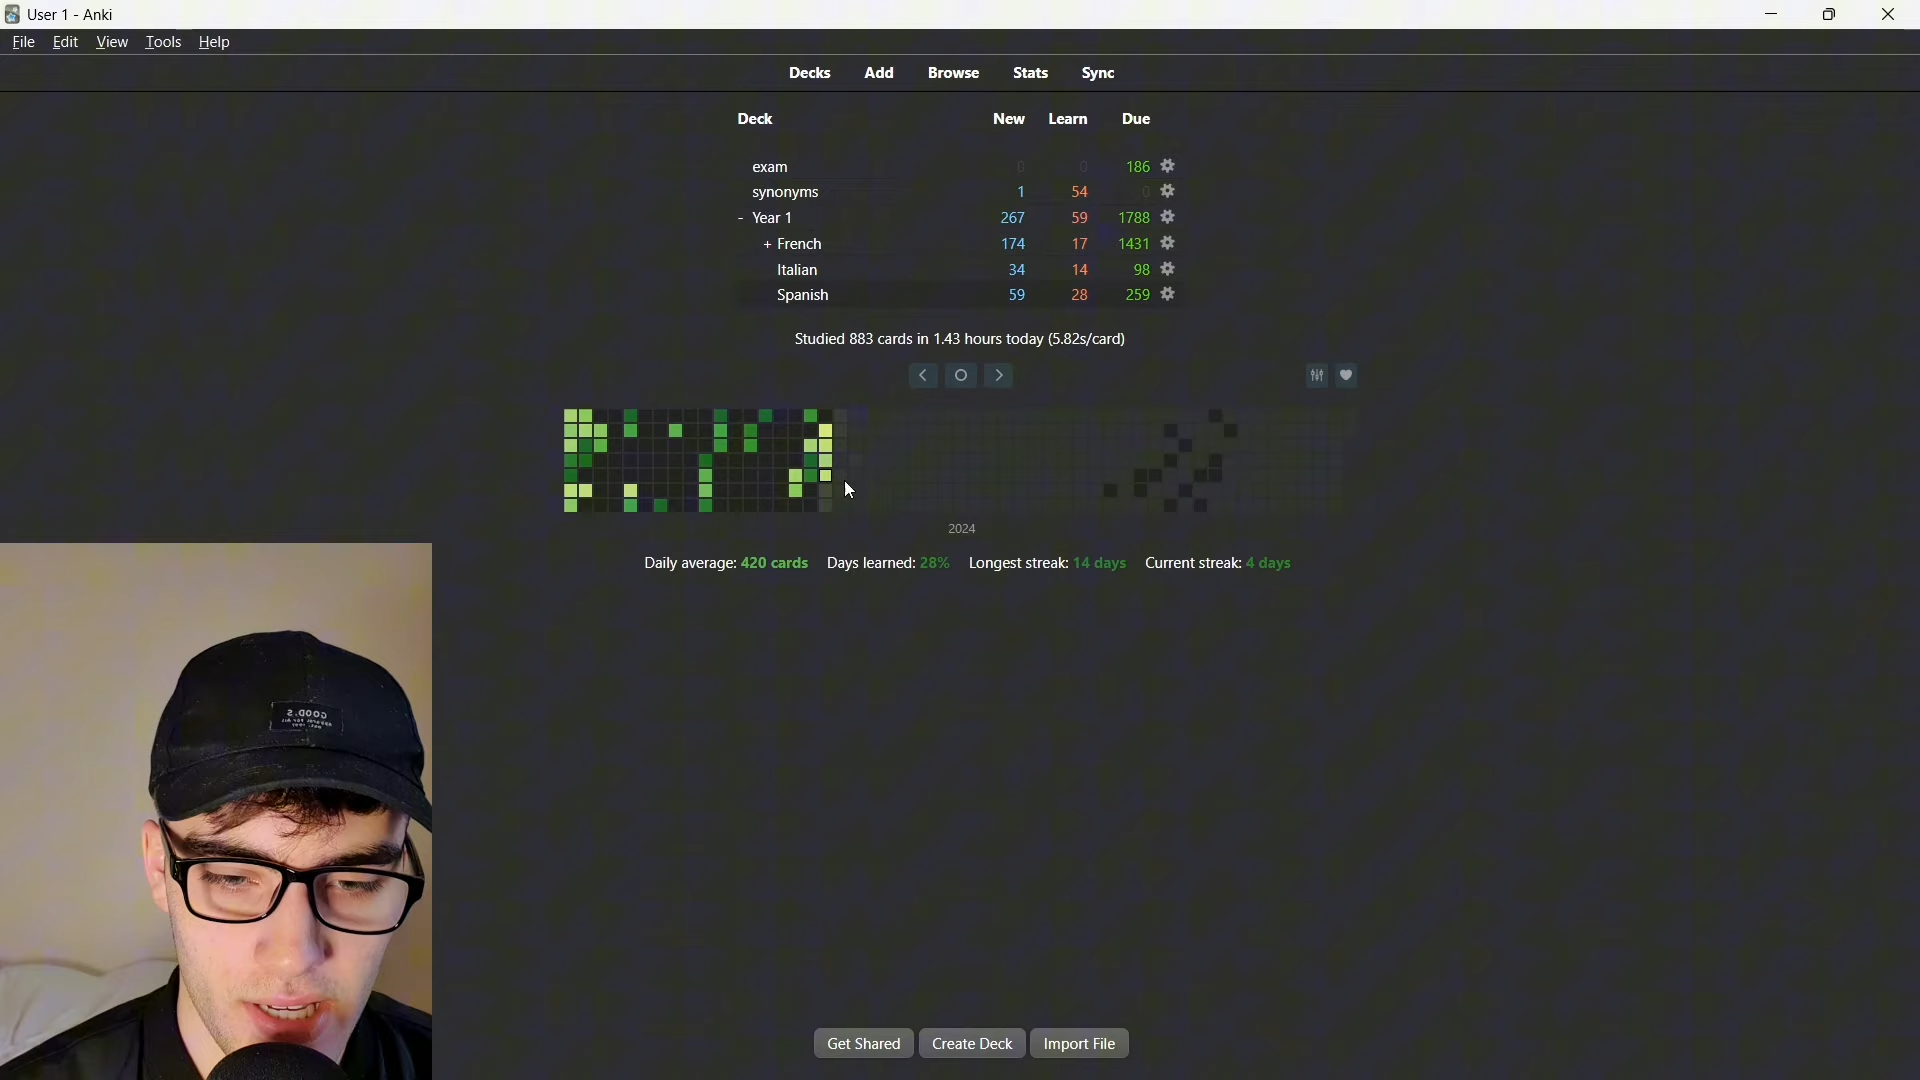 User 1 - Anki
File Edit View Tools Help
Decks Add Browse Stats Sync
Deck New Learn Due
exam 0 0 186
synonyms 1 54 0
- Year 1 267 59 1788
+ French 174 17 1431
Italian 34 14 98
Spanish 59 28 259
Studied 883 cards in 1.43 hours today (5.82s/card)
2024
Daily average: 420 cards Days learned: 28% Longest streak: 14 days Current streak: 4 days
GOOD.S
Get Shared Create Deck Import File